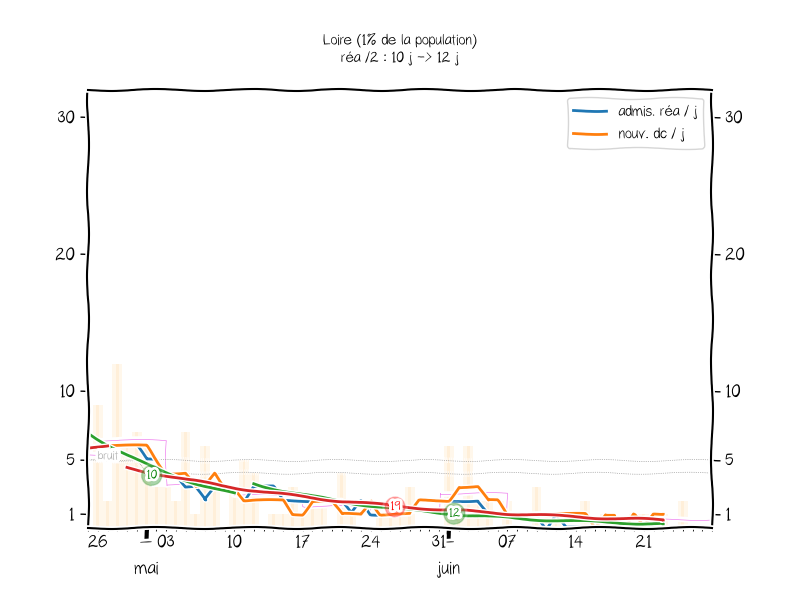 Loire (1% de la population)
réa /2 : 10 j -> 12 j
admis. réa / j
nouv. dc / j
30 30
20 20
10 10
5 5
1 1
bruit
10
19
12
26 03 10 17 24 31 07 14 21
mai juin